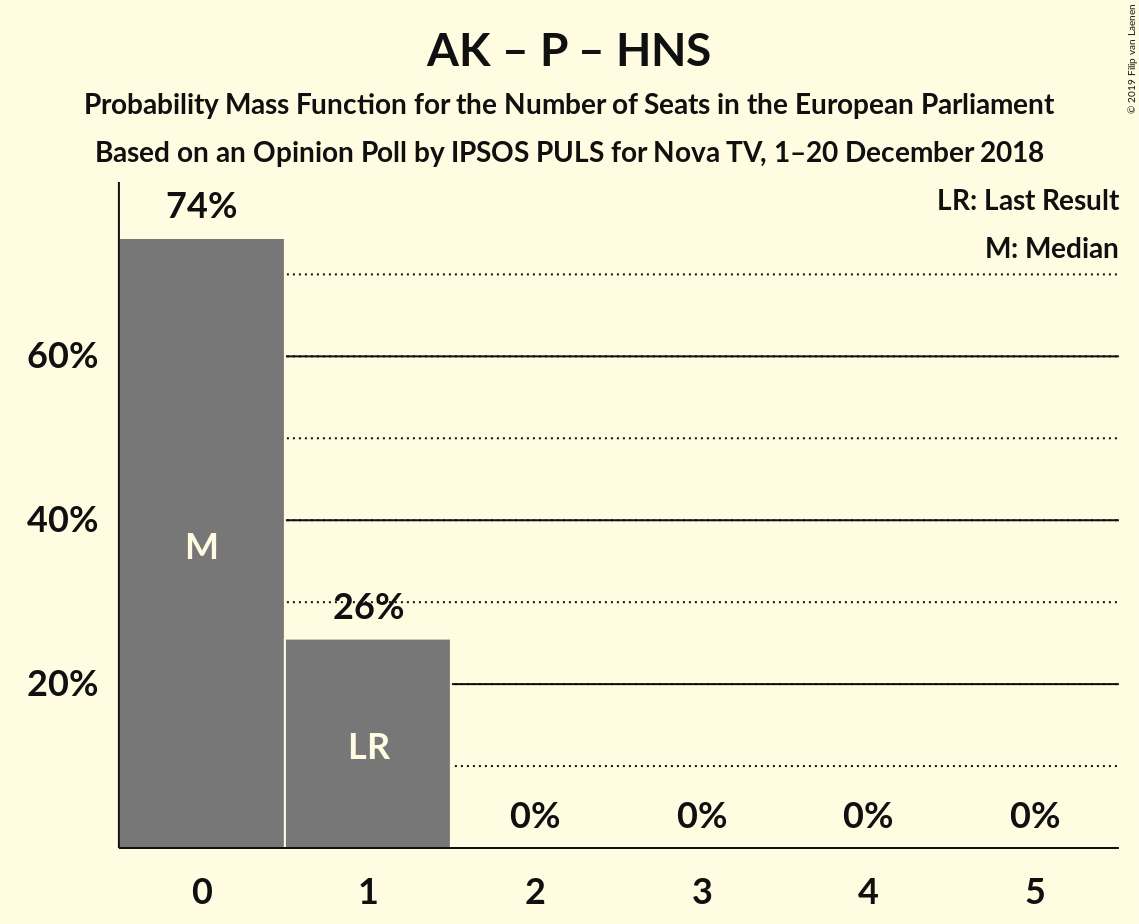 AK – P – HNS
Probability Mass Function for the Number of Seats in the European Parliament
Based on an Opinion Poll by IPSOS PULS for Nova TV, 1–20 December 2018
© 2019 Filip van Laenen
LR: Last Result
M: Median
74%
60%
40%
20%
M
26%
LR
0% 0% 0% 0%
0 1 2 3 4 5